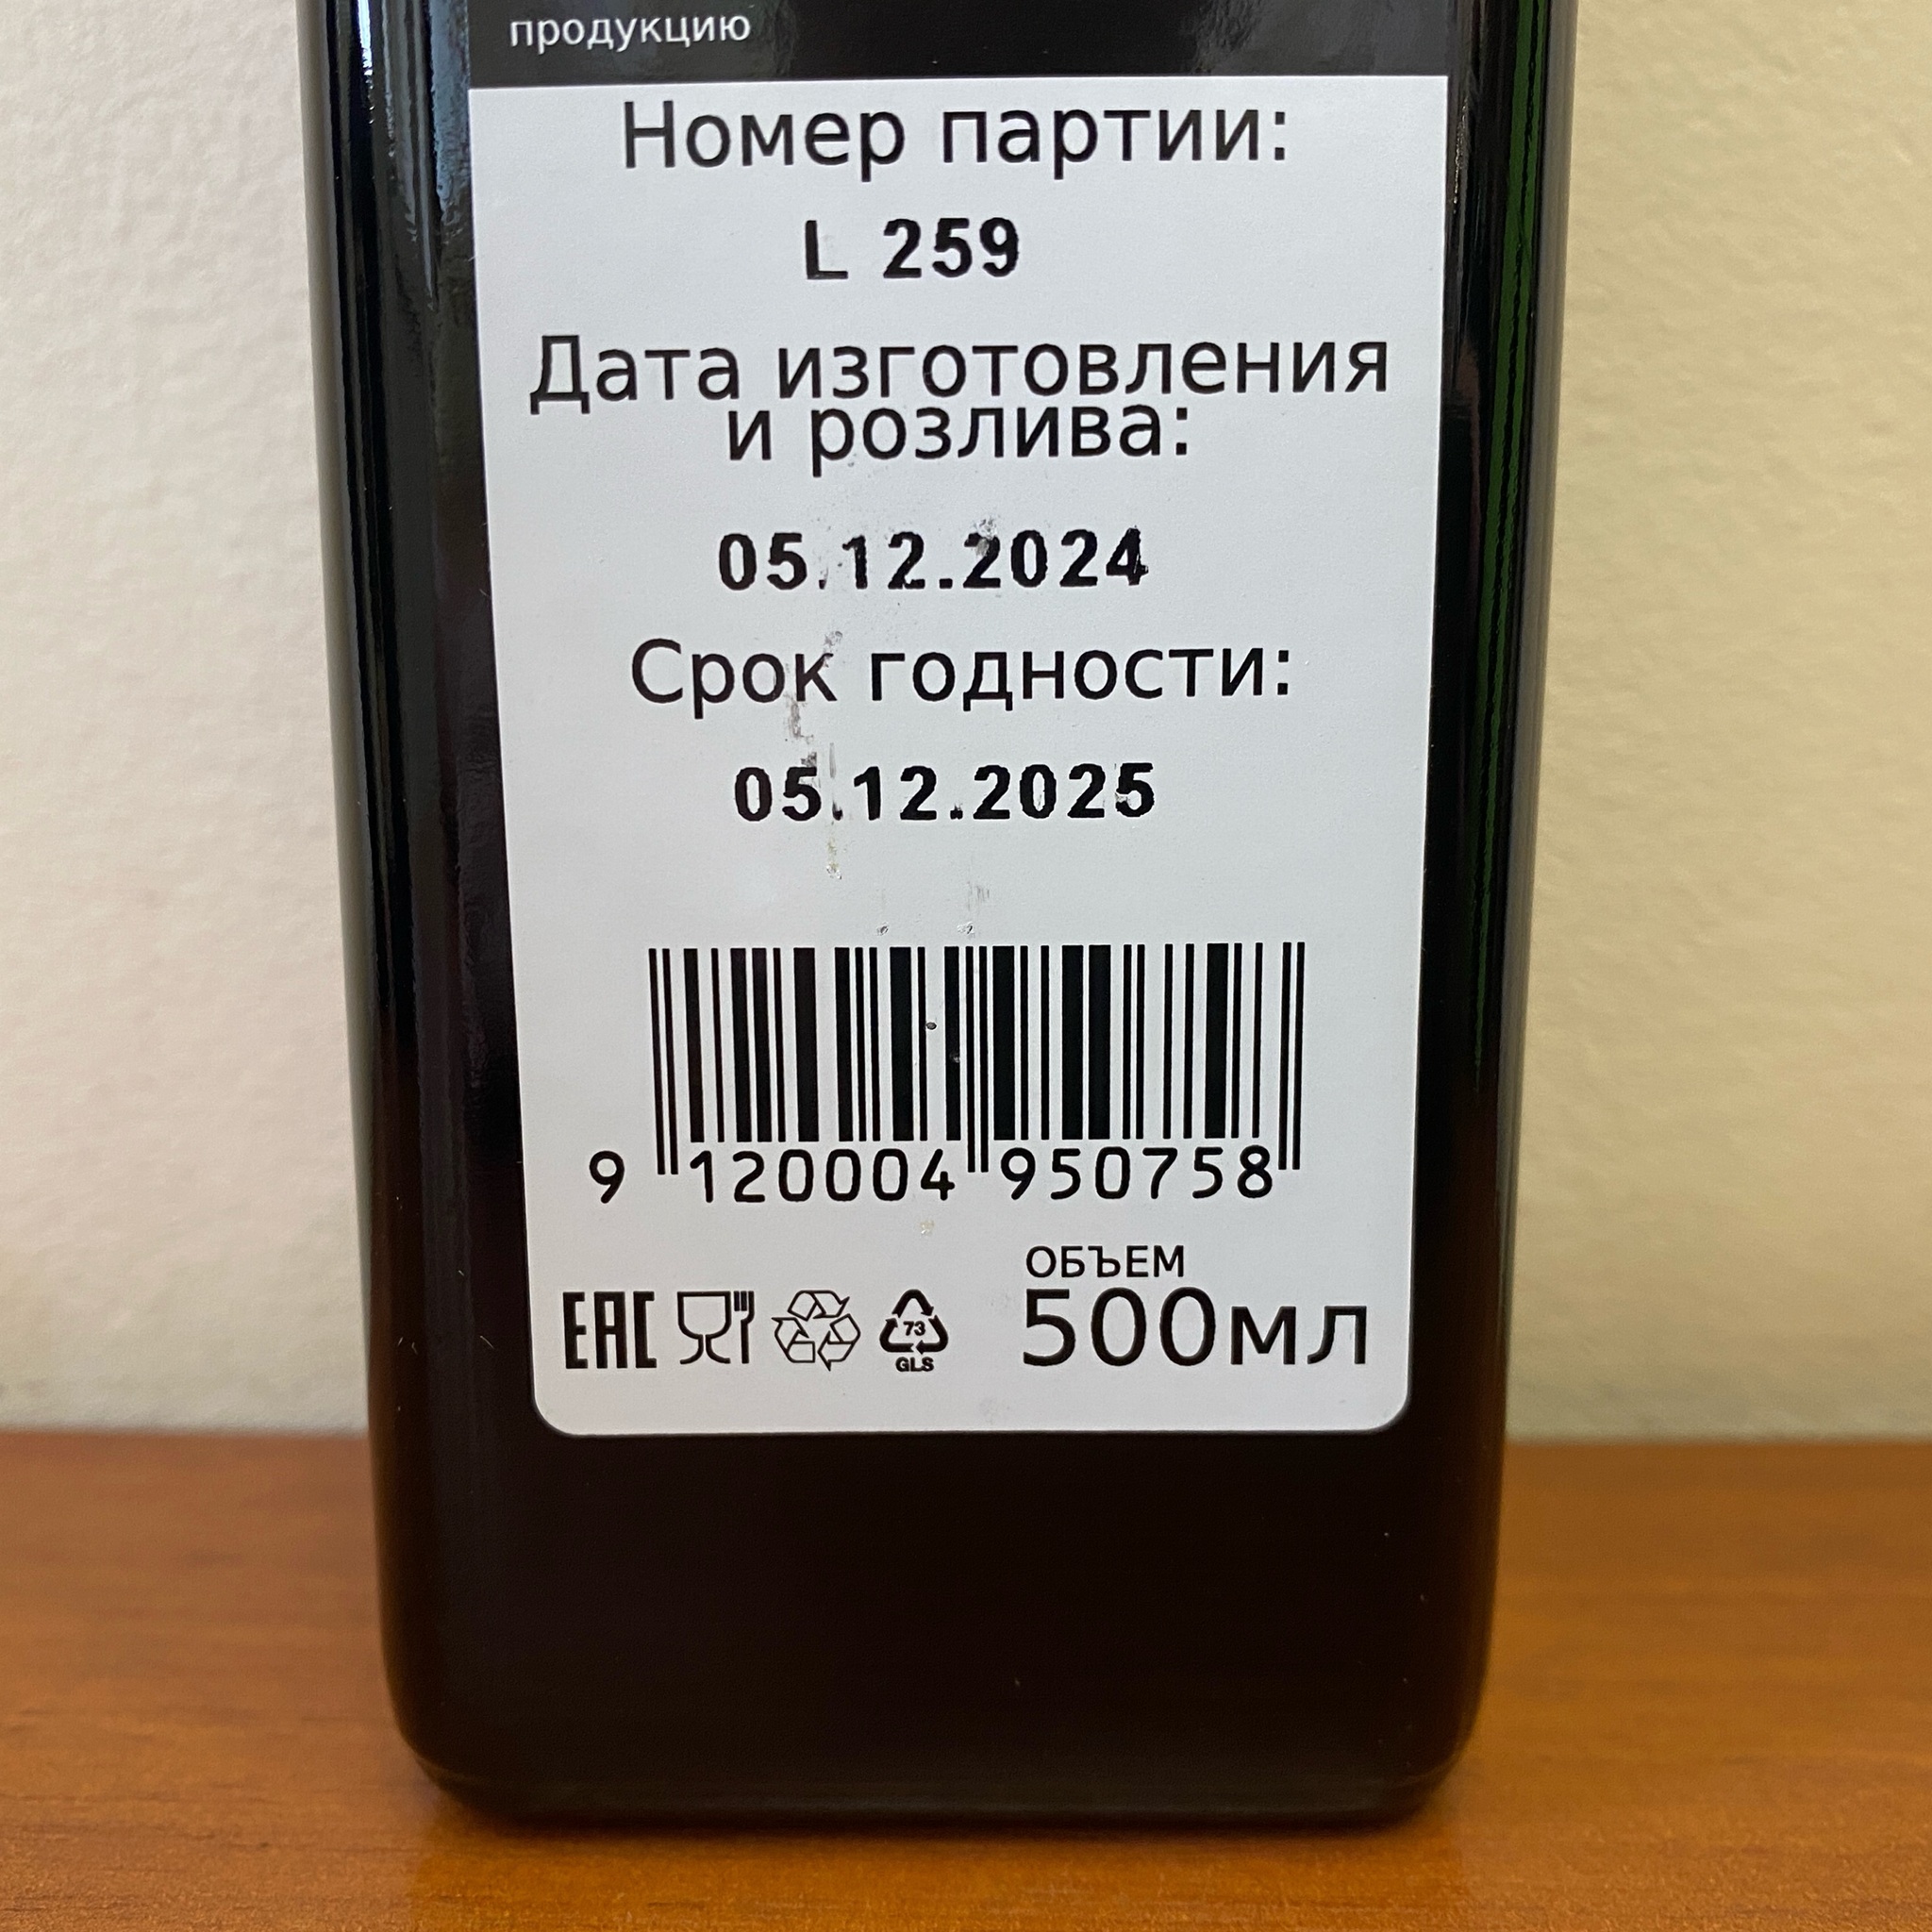 продукцию
Номер партии:
L 259
Дата изготовления
и розлива:
05.12.2024
Срок годности:
05.12.2025
9 120004 950758
ОБЪЕМ
EAC 73 500мл
GLS